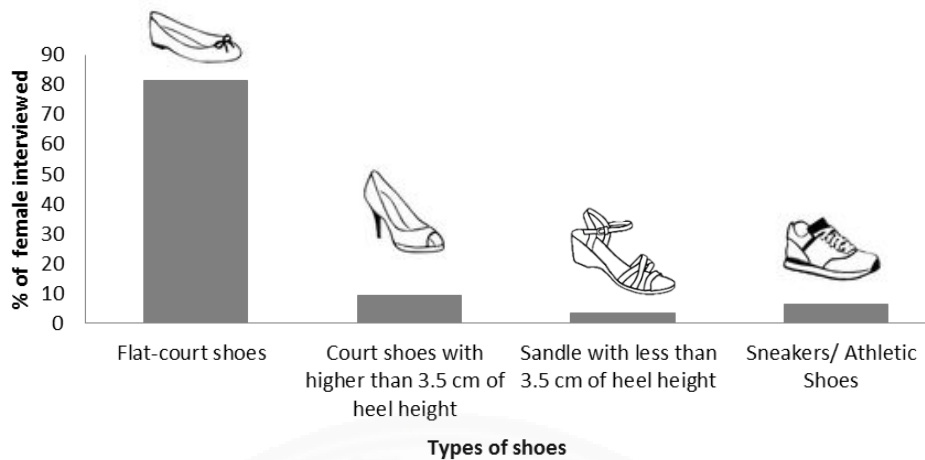 % of female interviewed
90
80
70
60
50
40
30
20
10
0
Flat-court shoes
Court shoes with
higher than 3.5 cm of
heel height
Sandle with less than
3.5 cm of heel height
Sneakers/ Athletic
Shoes
Types of shoes